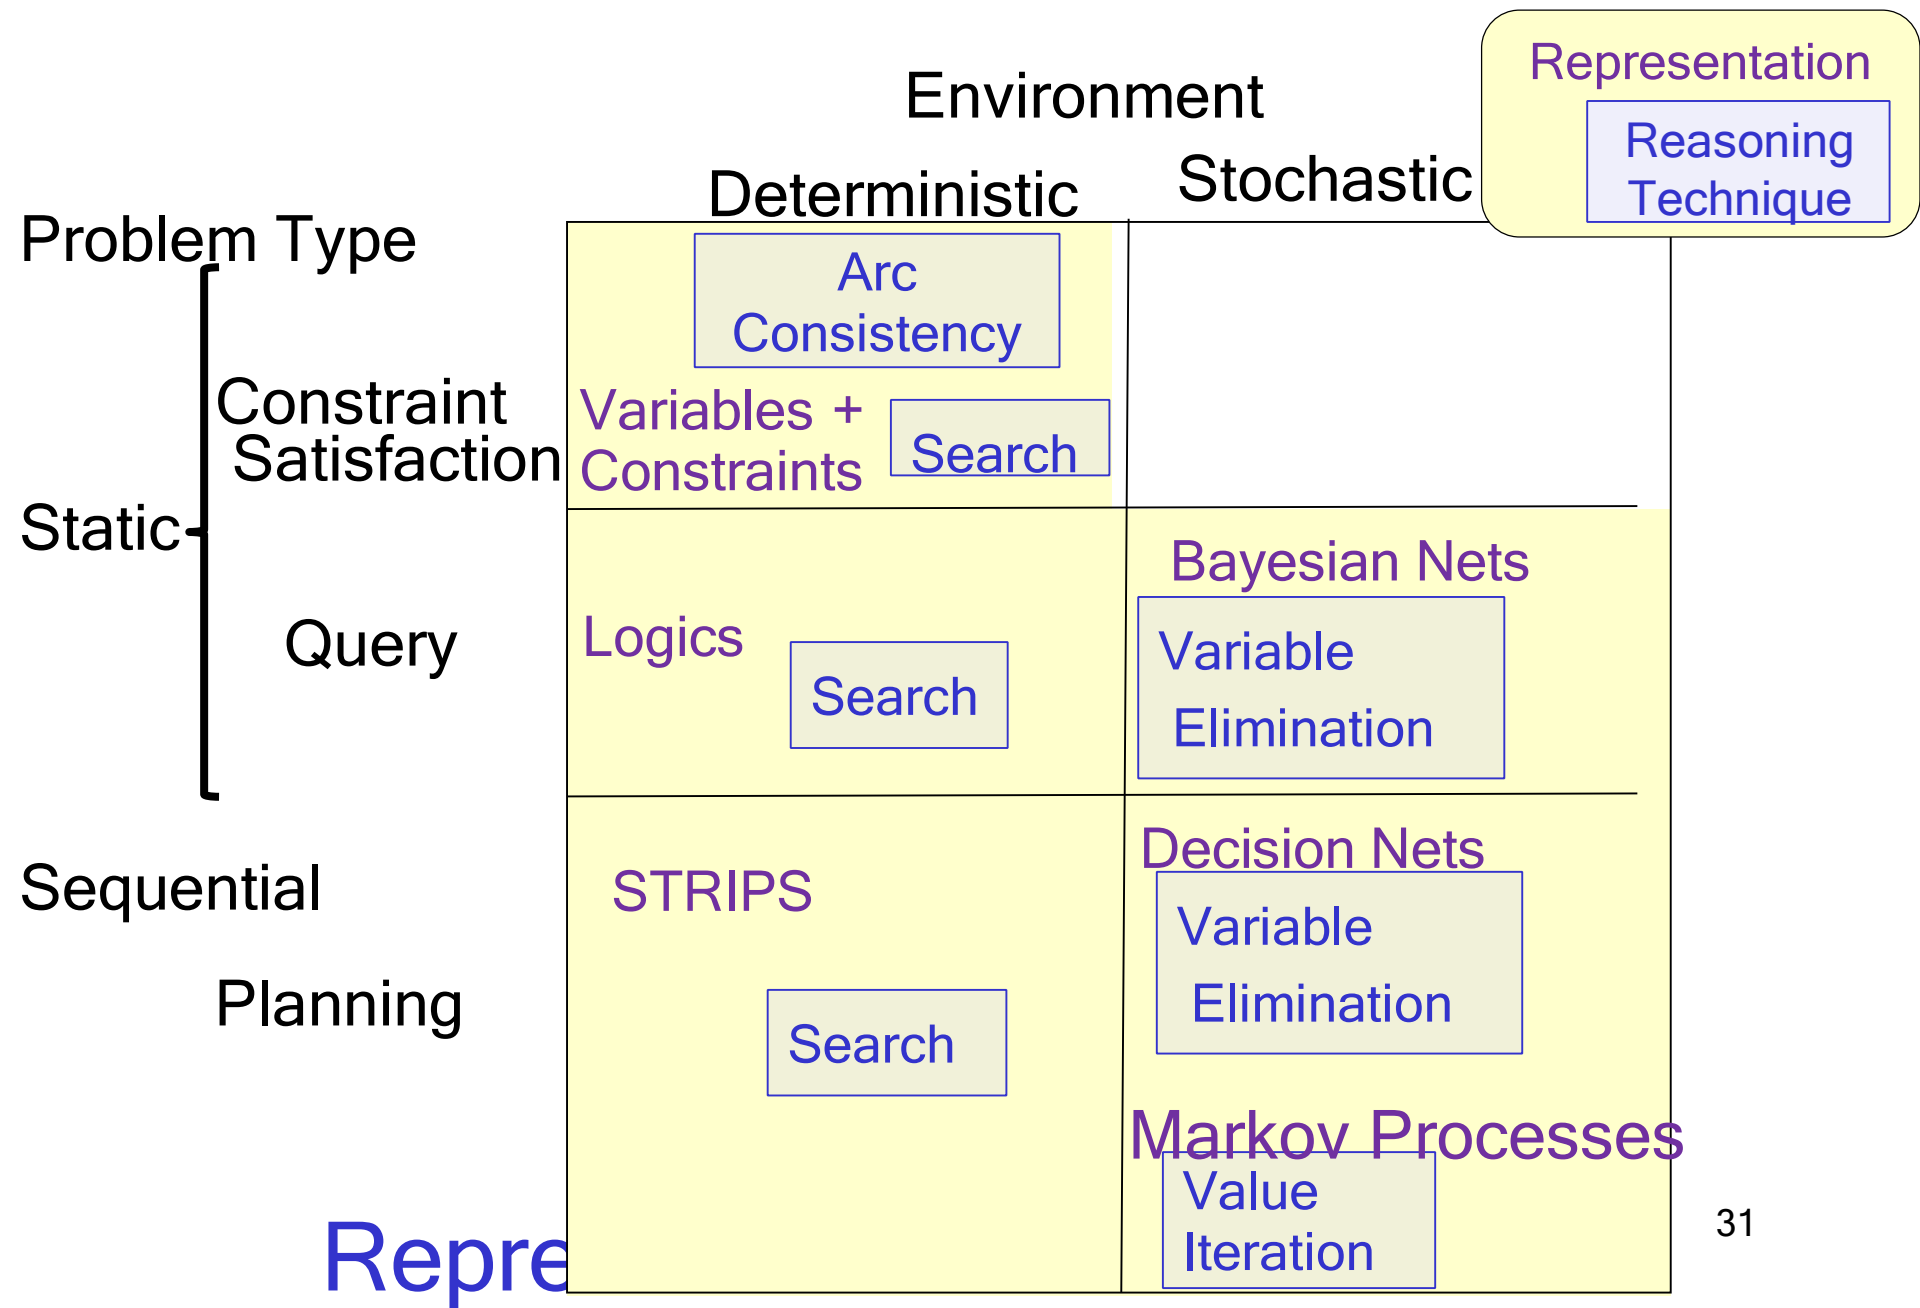 Representation
Reasoning
Technique
Environment
Deterministic
Stochastic
Problem Type
Arc
Consistency
Constraint
Satisfaction
Variables +
Constraints
Search
Static
Query
Logics
Search
Bayesian Nets
Variable
Elimination
Sequential
Planning
STRIPS
Search
Decision Nets
Variable
Elimination
Markov Processes
Value
Iteration
Repre
31